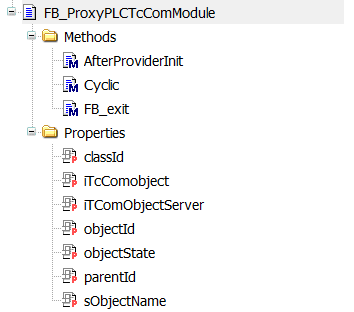 FB_ProxyPLCTcComModule
Methods
AfterProviderInit
Cyclic
FB_exit
Properties
classId
iTcComobject
iTComObjectServer
objectId
objectState
parentId
sObjectName